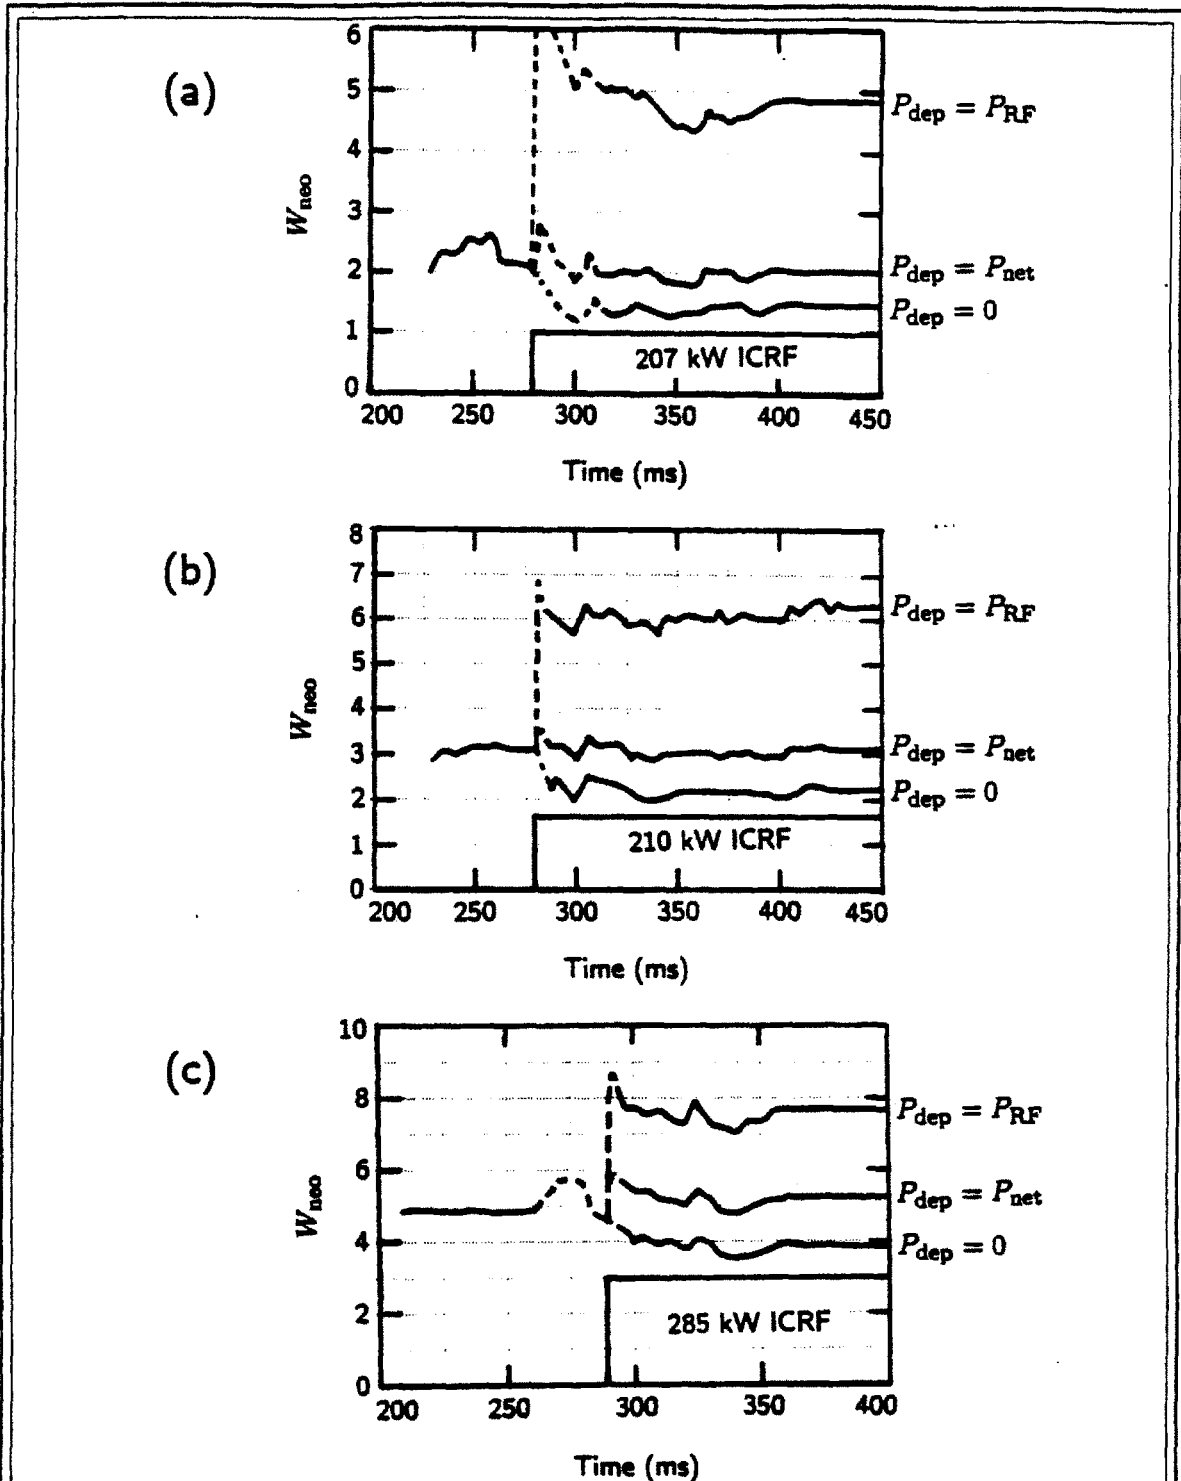 (a)
6
5
4
3
2
1
0
W_neo
P_dep = P_RF
P_dep = P_net
P_dep = 0
207 kW ICRF
200 250 300 350 400 450
Time (ms)
(b)
8
7
6
5
4
3
2
1
0
W_neo
P_dep = P_RF
P_dep = P_net
P_dep = 0
210 kW ICRF
200 250 300 350 400 450
Time (ms)
(c)
10
8
6
4
2
0
W_neo
P_dep = P_RF
P_dep = P_net
P_dep = 0
285 kW ICRF
200 250 300 350 400
Time (ms)